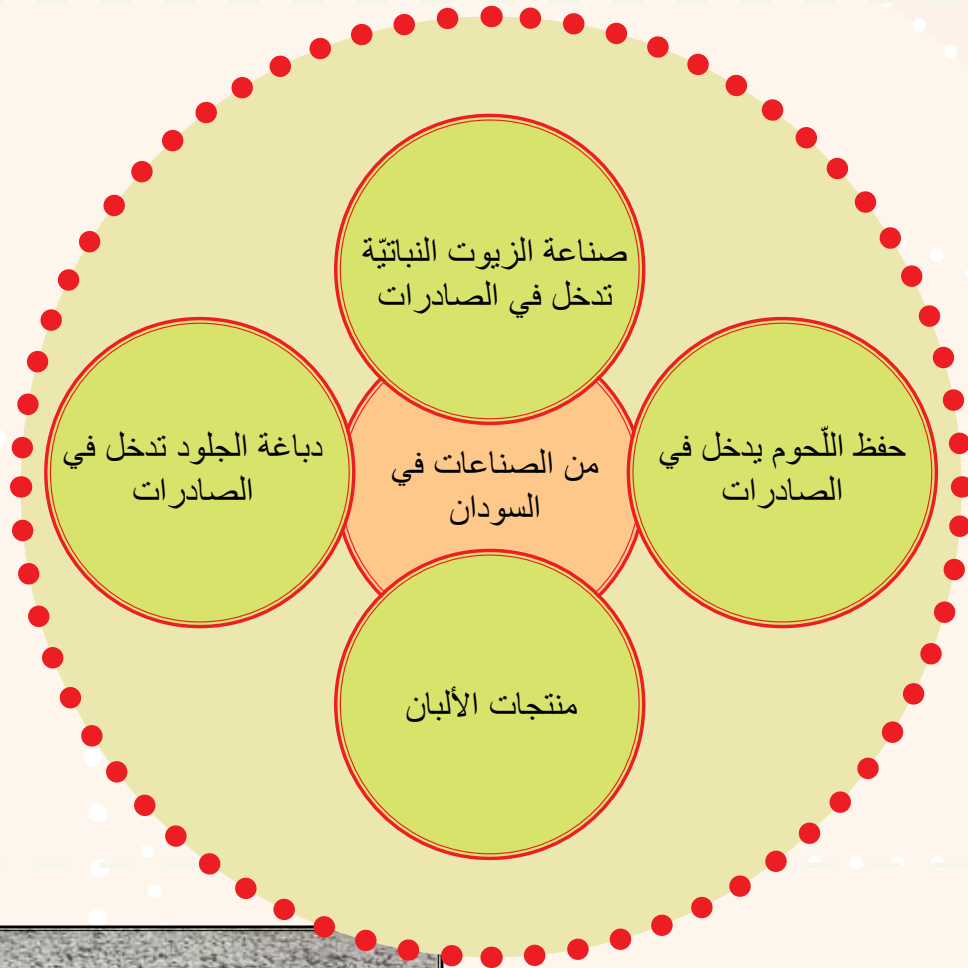 صناعة الزيوت النباتيّة
تدخل في الصادرات
حفظ اللّحوم يدخل في
الصادرات
من الصناعات في
السودان
دباغة الجلود تدخل في
الصادرات
منتجات الألبان